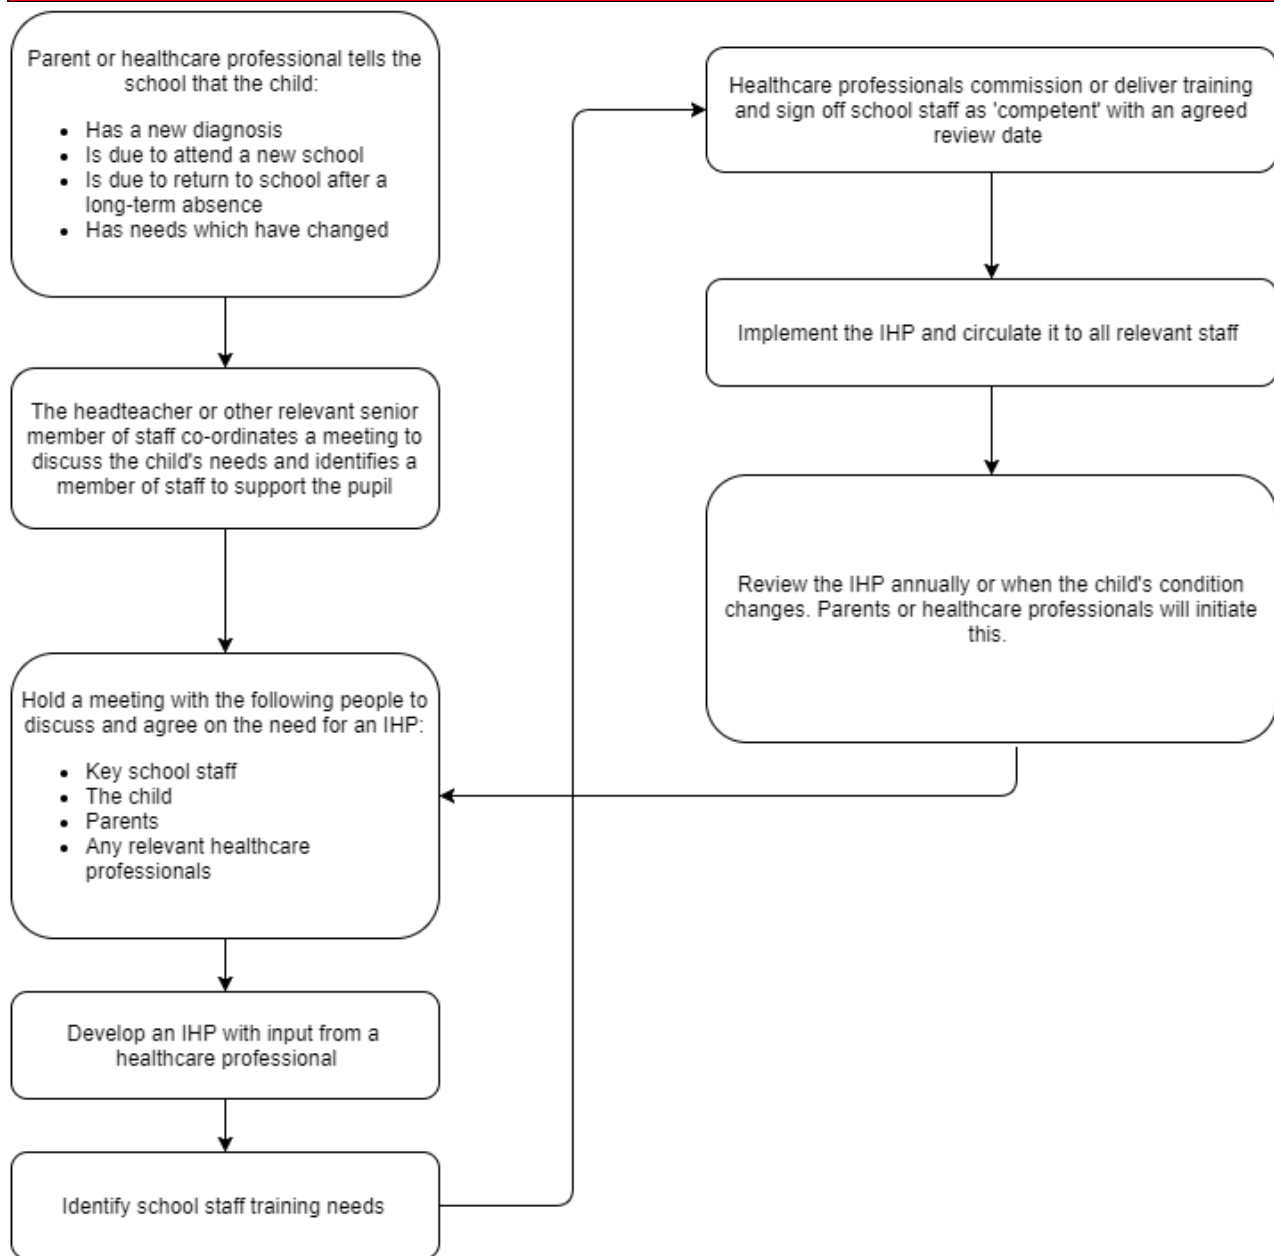 Parent or healthcare professional tells the
school that the child:
• Has a new diagnosis
• Is due to attend a new school
• Is due to return to school after a
long-term absence
• Has needs which have changed
The headteacher or other relevant senior
member of staff co-ordinates a meeting to
discuss the child's needs and identifies a
member of staff to support the pupil
Hold a meeting with the following people to
discuss and agree on the need for an IHP:
• Key school staff
• The child
• Parents
• Any relevant healthcare
professionals
Develop an IHP with input from a
healthcare professional
Identify school staff training needs
Healthcare professionals commission or deliver training
and sign off school staff as 'competent' with an agreed
review date
Implement the IHP and circulate it to all relevant staff
Review the IHP annually or when the child's condition
changes. Parents or healthcare professionals will initiate
this.